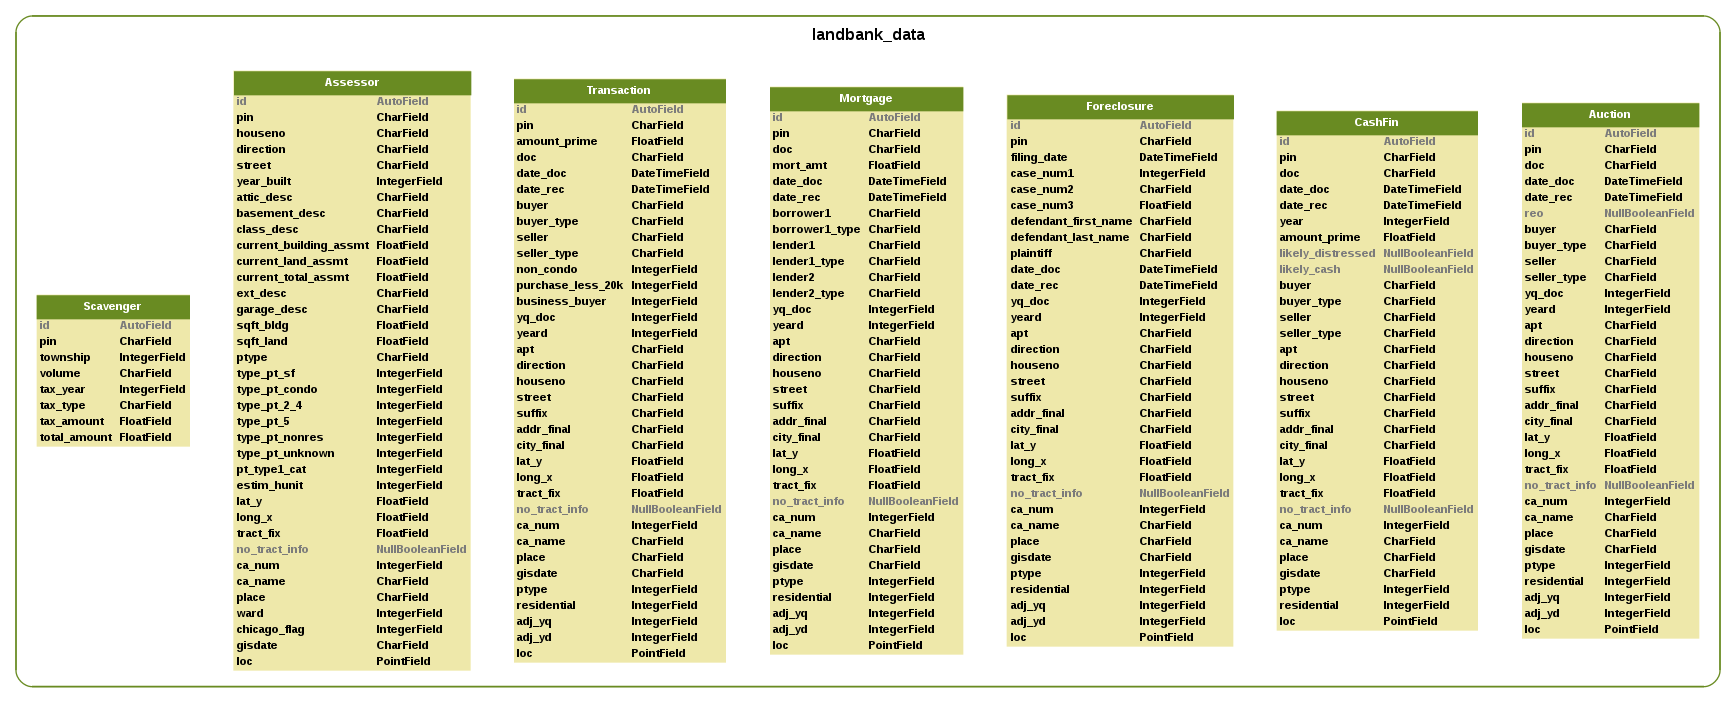 landbank_data
Scavenger
id AutoField
pin CharField
township IntegerField
volume CharField
tax_year IntegerField
tax_type CharField
tax_amount FloatField
total_amount FloatField
Assessor
id AutoField
pin CharField
houseno CharField
direction CharField
street CharField
year_built IntegerField
attic_desc CharField
basement_desc CharField
class_desc CharField
current_building_assmt FloatField
current_land_assmt FloatField
current_total_assmt FloatField
ext_desc CharField
garage_desc CharField
sqft_bldg FloatField
sqft_land FloatField
ptype CharField
type_pt_sf IntegerField
type_pt_condo IntegerField
type_pt_2_4 IntegerField
type_pt_5 IntegerField
type_pt_nonres IntegerField
type_pt_unknown IntegerField
pt_type1_cat IntegerField
estim_hunit IntegerField
lat_y FloatField
long_x FloatField
tract_fix FloatField
no_tract_info NullBooleanField
ca_num IntegerField
ca_name CharField
place CharField
ward IntegerField
chicago_flag IntegerField
gisdate CharField
loc PointField
Transaction
id AutoField
pin CharField
amount_prime FloatField
doc CharField
date_doc DateTimeField
date_rec DateTimeField
buyer CharField
buyer_type CharField
seller CharField
seller_type CharField
non_condo IntegerField
purchase_less_20k IntegerField
business_buyer IntegerField
yq_doc IntegerField
yeard IntegerField
apt CharField
direction CharField
houseno CharField
street CharField
suffix CharField
addr_final CharField
city_final CharField
lat_y FloatField
long_x FloatField
tract_fix FloatField
no_tract_info NullBooleanField
ca_num IntegerField
ca_name CharField
place CharField
gisdate CharField
ptype IntegerField
residential IntegerField
adj_yq IntegerField
adj_yd IntegerField
loc PointField
Mortgage
id AutoField
pin CharField
doc CharField
mort_amt FloatField
date_doc DateTimeField
date_rec DateTimeField
borrower1 CharField
borrower1_type CharField
lender1 CharField
lender1_type CharField
lender2 CharField
lender2_type CharField
yq_doc IntegerField
yeard IntegerField
apt CharField
direction CharField
houseno CharField
street CharField
suffix CharField
addr_final CharField
city_final CharField
lat_y FloatField
long_x FloatField
tract_fix FloatField
no_tract_info NullBooleanField
ca_num IntegerField
ca_name CharField
place CharField
gisdate CharField
ptype IntegerField
residential IntegerField
adj_yq IntegerField
adj_yd IntegerField
loc PointField
Foreclosure
id AutoField
pin CharField
filing_date DateTimeField
case_num1 IntegerField
case_num2 CharField
case_num3 FloatField
defendant_first_name CharField
defendant_last_name CharField
plaintiff CharField
date_doc DateTimeField
date_rec DateTimeField
yq_doc IntegerField
yeard IntegerField
apt CharField
direction CharField
houseno CharField
street CharField
suffix CharField
addr_final CharField
city_final CharField
lat_y FloatField
long_x FloatField
tract_fix FloatField
no_tract_info NullBooleanField
ca_num IntegerField
ca_name CharField
place CharField
gisdate CharField
ptype IntegerField
residential IntegerField
adj_yq IntegerField
adj_yd IntegerField
loc PointField
CashFin
id AutoField
pin CharField
doc CharField
date_doc DateTimeField
date_rec DateTimeField
year IntegerField
amount_prime FloatField
likely_distressed NullBooleanField
likely_cash NullBooleanField
buyer CharField
buyer_type CharField
seller CharField
seller_type CharField
apt CharField
direction CharField
houseno CharField
street CharField
suffix CharField
addr_final CharField
city_final CharField
lat_y FloatField
long_x FloatField
tract_fix FloatField
no_tract_info NullBooleanField
ca_num IntegerField
ca_name CharField
place CharField
gisdate CharField
ptype IntegerField
residential IntegerField
loc PointField
Auction
id AutoField
pin CharField
doc CharField
date_doc DateTimeField
date_rec DateTimeField
reo NullBooleanField
buyer CharField
buyer_type CharField
seller CharField
seller_type CharField
yq_doc IntegerField
yeard IntegerField
apt CharField
direction CharField
houseno CharField
street CharField
suffix CharField
addr_final CharField
city_final CharField
lat_y FloatField
long_x FloatField
tract_fix FloatField
no_tract_info NullBooleanField
ca_num IntegerField
ca_name CharField
place CharField
gisdate CharField
ptype IntegerField
residential IntegerField
adj_yq IntegerField
adj_yd IntegerField
loc PointField